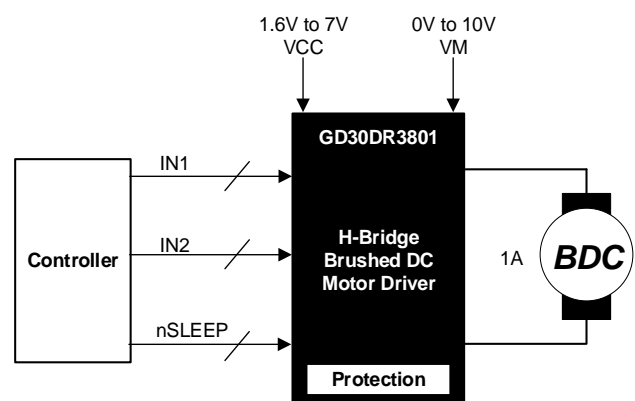 1.6V to 7V
VCC
0V to 10V
VM
GD30DR3801
IN1
IN2
nSLEEP
Controller
H-Bridge
Brushed DC
Motor Driver
1A
BDC
Protection